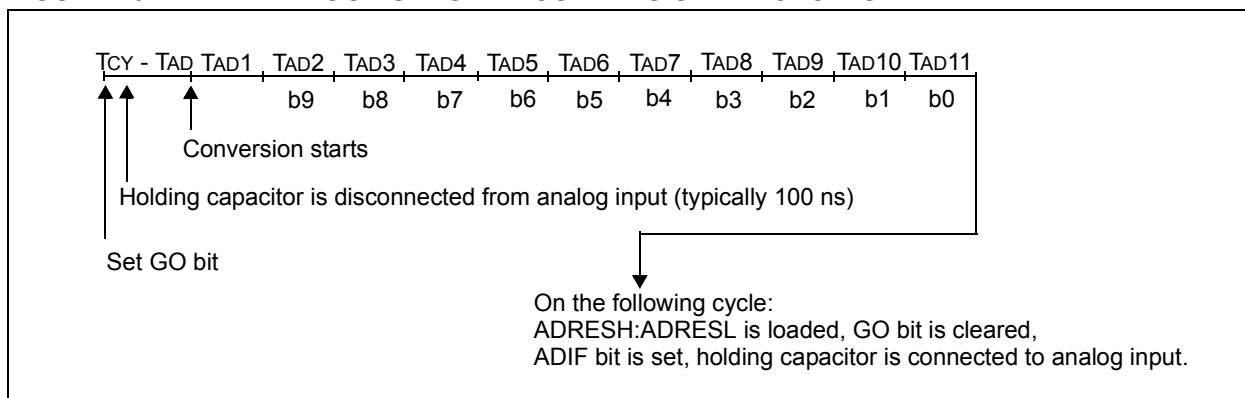 TCY - TAD TAD1 TAD2 TAD3 TAD4 TAD5 TAD6 TAD7 TAD8 TAD9 TAD10 TAD11
b9 b8 b7 b6 b5 b4 b3 b2 b1 b0
Conversion starts
Holding capacitor is disconnected from analog input (typically 100 ns)
Set GO bit
On the following cycle:
ADRESH:ADRESL is loaded, GO bit is cleared,
ADIF bit is set, holding capacitor is connected to analog input.